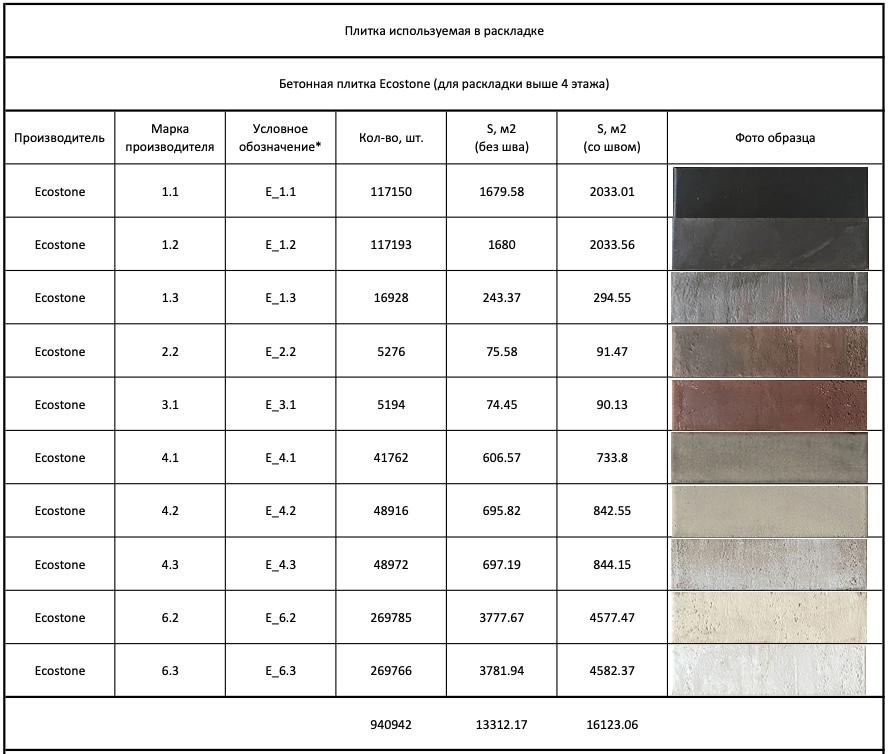 Плитка используемая в раскладке
Бетонная плитка Ecostone (для раскладки выше 4 этажа)
Производитель Марка производителя Условное обозначение* Кол-во, шт. S, м2 (без шва) S, м2 (со швом) Фото образца
Ecostone 1.1 E_1.1 117150 1679.58 2033.01
Ecostone 1.2 E_1.2 117193 1680 2033.56
Ecostone 1.3 E_1.3 16928 243.37 294.55
Ecostone 2.2 E_2.2 5276 75.58 91.47
Ecostone 3.1 E_3.1 5194 74.45 90.13
Ecostone 4.1 E_4.1 41762 606.57 733.8
Ecostone 4.2 E_4.2 48916 695.82 842.55
Ecostone 4.3 E_4.3 48972 697.19 844.15
Ecostone 6.2 E_6.2 269785 3777.67 4577.47
Ecostone 6.3 E_6.3 269766 3781.94 4582.37
940942 13312.17 16123.06